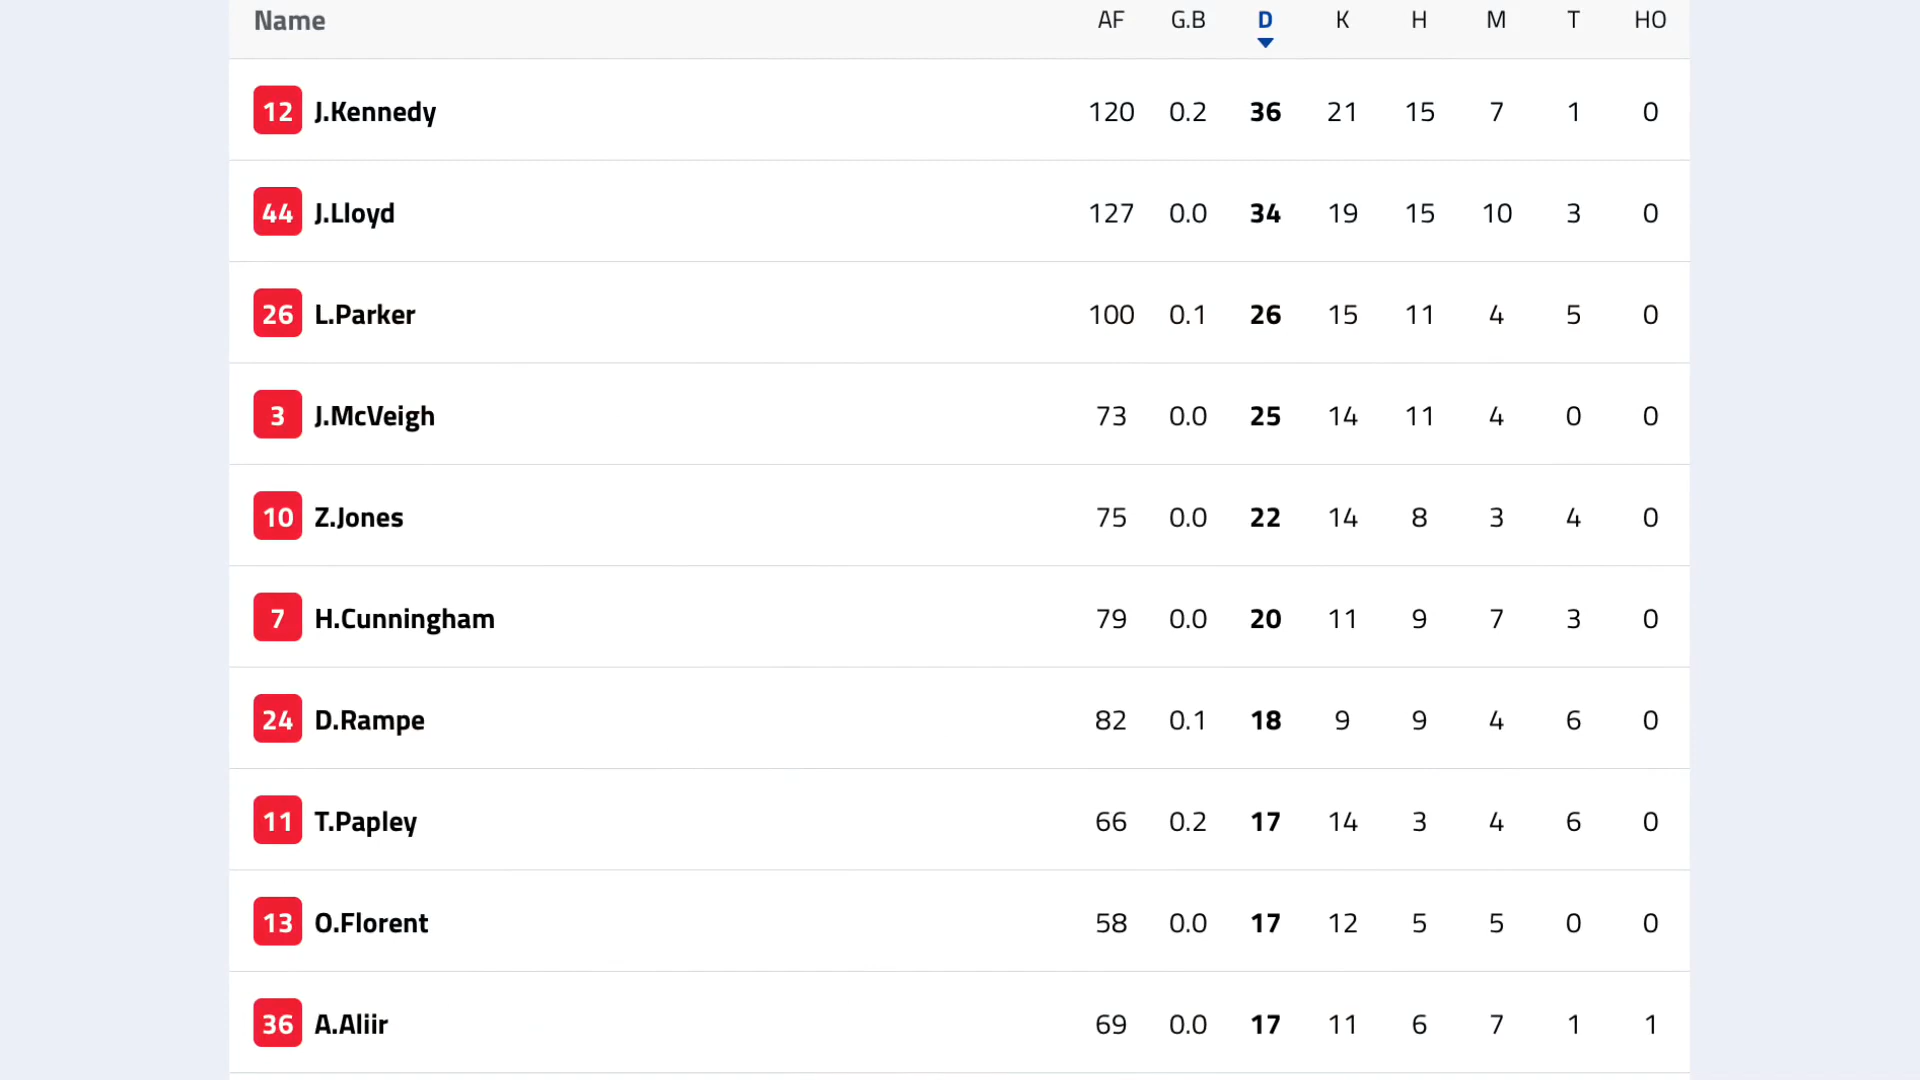 Name AF G.B D K H M T HO
12 J.Kennedy 120 0.2 36 21 15 7 1 0
44 J.Lloyd 127 0.0 34 19 15 10 3 0
26 L.Parker 100 0.1 26 15 11 4 5 0
3 J.McVeigh 73 0.0 25 14 11 4 0 0
10 Z.Jones 75 0.0 22 14 8 3 4 0
7 H.Cunningham 79 0.0 20 11 9 7 3 0
24 D.Rampe 82 0.1 18 9 9 4 6 0
11 T.Papley 66 0.2 17 14 3 4 6 0
13 O.Florent 58 0.0 17 12 5 5 0 0
36 A.Aliir 69 0.0 17 11 6 7 1 1